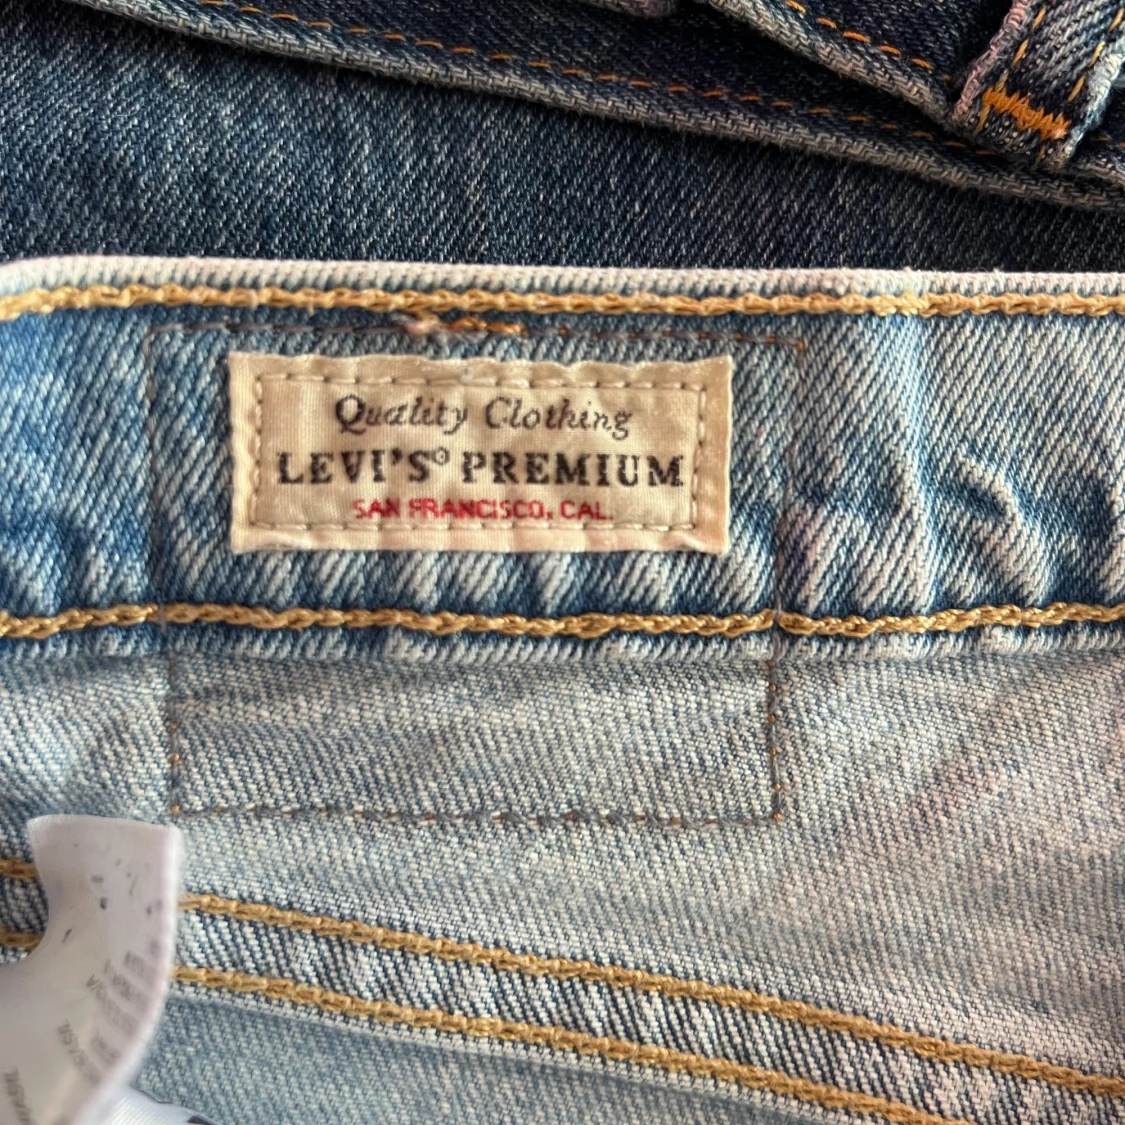 Quality Clothing
LEVI'S® PREMIUM
SAN FRANCISCO, CAL.